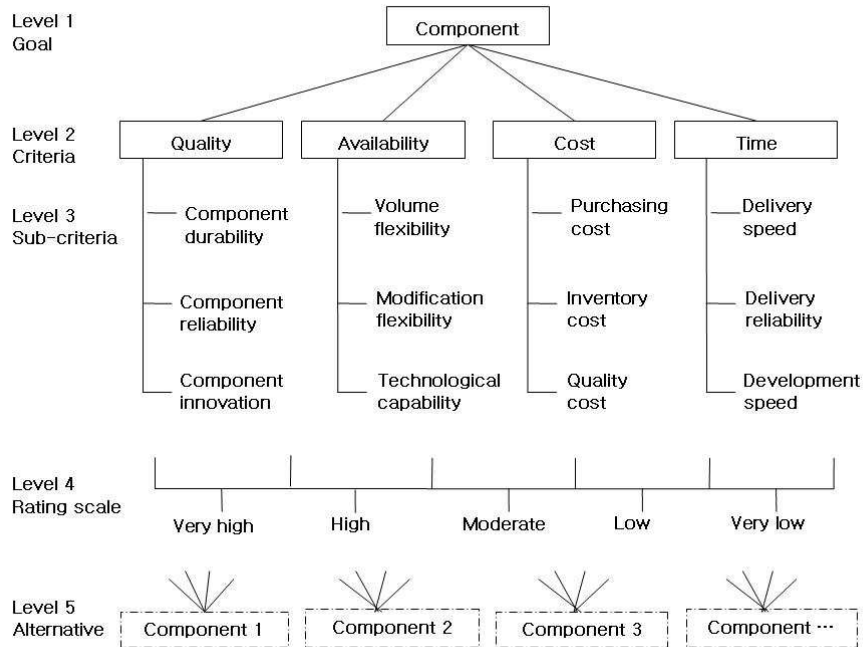 Level 1
Goal
Component
Level 2
Criteria
Quality
Availability
Cost
Time
Level 3
Sub-criteria
Component
durability
Volume
flexibility
Purchasing
cost
Delivery
speed
Component
reliability
Modification
flexibility
Inventory
cost
Delivery
reliability
Component
innovation
Technological
capability
Quality
cost
Development
speed
Level 4
Rating scale
Very high
High
Moderate
Low
Very low
Level 5
Alternative
Component 1
Component 2
Component 3
Component ⋯